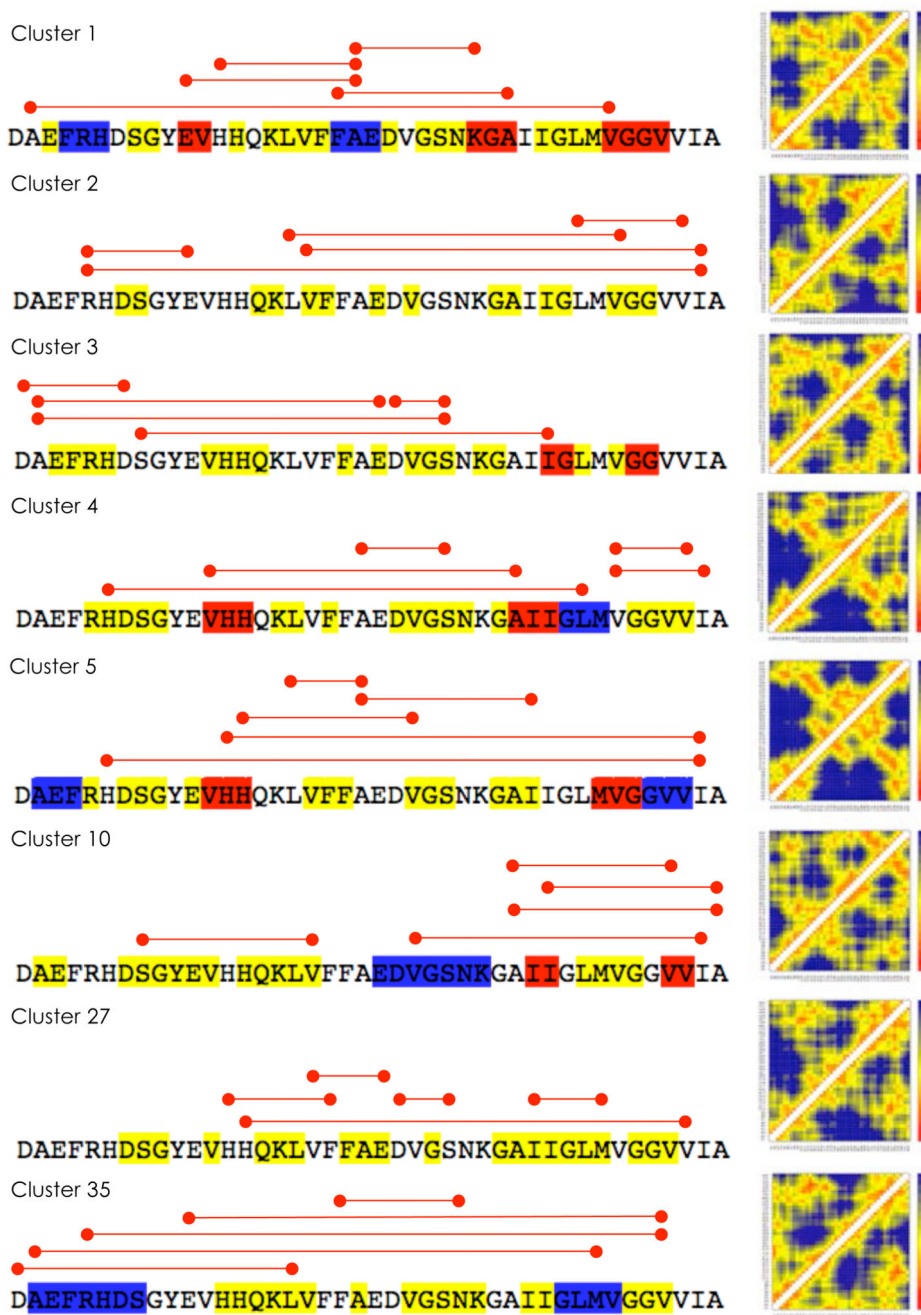 Cluster 1
DAEFRHDSGYEVHHQKLVFFAEDVGSNKGAIIGLMVGGVVIA
Cluster 2
DAEFRHDSGYEVHHQKLVFFAEDVGSNKGAIIGLMVGGVVIA
Cluster 3
DAEFRHDSGYEVHHQKLVFFAEDVGSNKGAIIGLMVGGVVIA
Cluster 4
DAEFRHDSGYEVHHQKLVFFAEDVGSNKGAIIGLMVGGVVIA
Cluster 5
DAEFRHDSGYEVHHQKLVFFAEDVGSNKGAIIGLMVGGVVIA
Cluster 10
DAEFRHDSGYEVHHQKLVFFAEDVGSNKGAIIGLMVGGVVIA
Cluster 27
DAEFRHDSGYEVHHQKLVFFAEDVGSNKGAIIGLMVGGVVIA
Cluster 35
DAEFRHDSGYEVHHQKLVFFAEDVGSNKGAIIGLMVGGVVIA